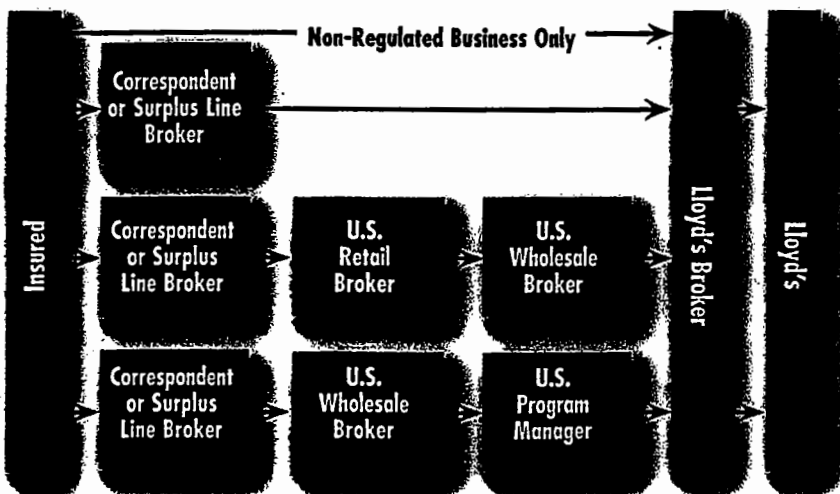 Non-Regulated Business Only
Insured
Correspondent
or Surplus Line
Broker
Correspondent
or Surplus
Line Broker
U.S.
Retail
Broker
U.S.
Wholesale
Broker
Correspondent
or Surplus
Line Broker
U.S.
Wholesale
Broker
U.S.
Program
Manager
Lloyd's Broker
Lloyd's